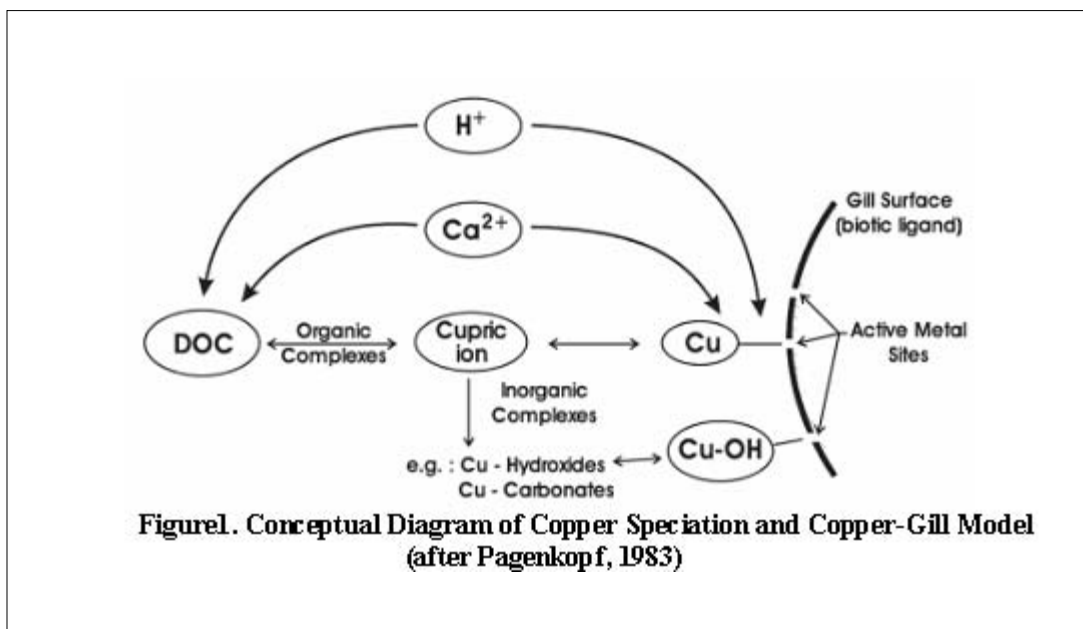 H⁺
Ca²⁺
Gill Surface
(biotic ligand)
DOC
Organic
Complexes
Cupric
ion
Cu
Active Metal
Sites
Inorganic
Complexes
Cu-OH
e.g. : Cu - Hydroxides
Cu - Carbonates
Figure1. Conceptual Diagram of Copper Speciation and Copper-Gill Model
(after Pagenkopf, 1983)